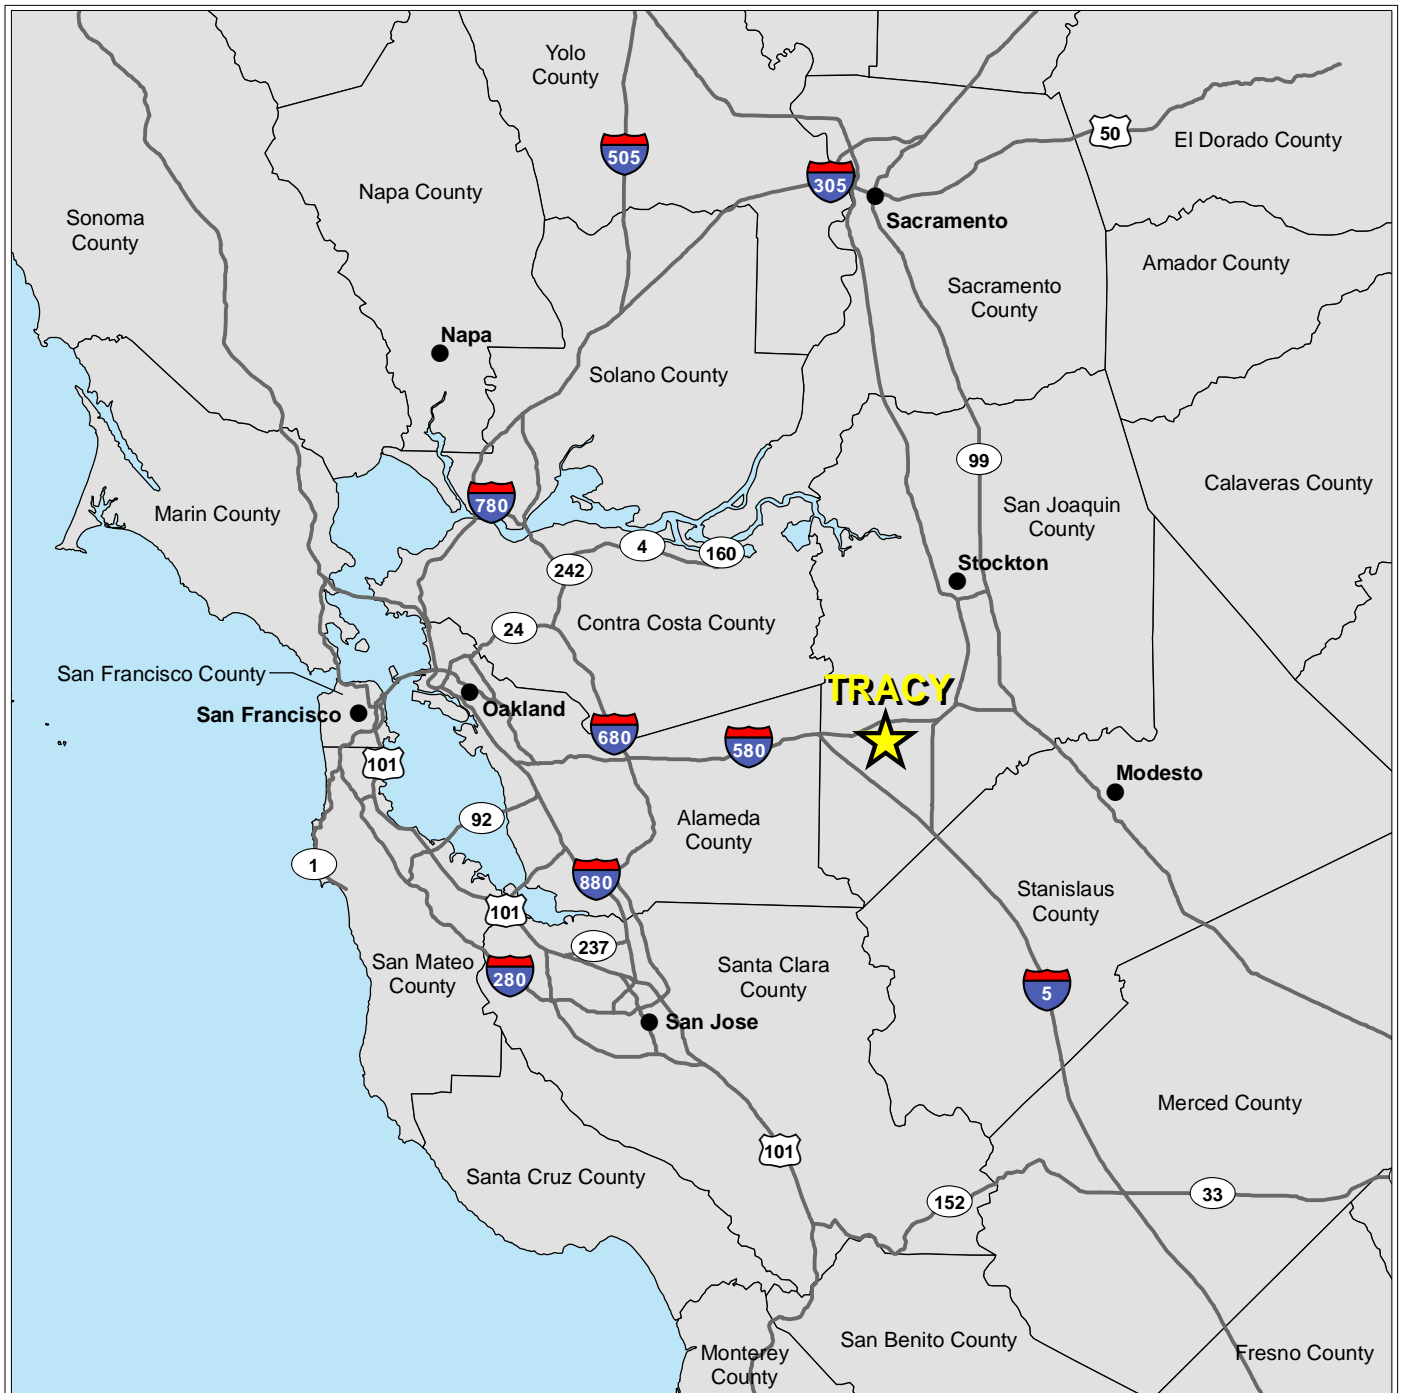 Yolo
County
50
El Dorado County
505
305
Napa County
Sonoma
County
Sacramento
Amador County
Sacramento
County
Napa
Solano County
99
Calaveras County
780
San Joaquin
County
Marin County
4
160
242
Stockton
24
Contra Costa County
San Francisco County
TRACY
San Francisco
Oakland
680
580
101
Modesto
92
Alameda
County
1
880
Stanislaus
County
101
237
San Mateo
County
280
Santa Clara
County
5
San Jose
Merced County
101
Santa Cruz County
152
33
San Benito County
Monterey
County
Fresno County